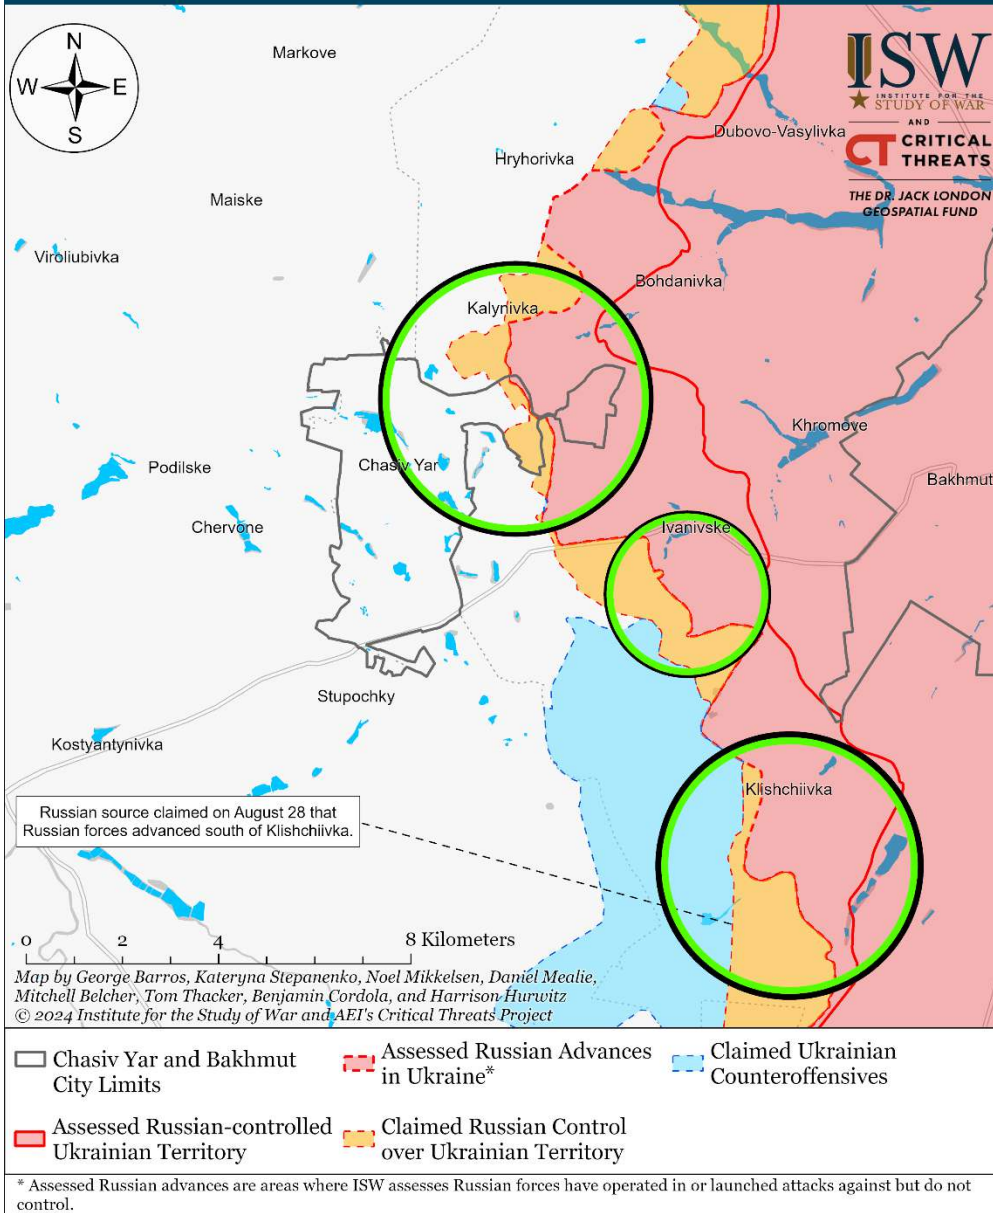 N
W
E
S
ISW
INSTITUTE FOR THE
STUDY OF WAR
AND
CT CRITICAL
THREATS
THE DR. JACK LONDON
GEOSPATIAL FUND
Markove
Dubovo-Vasylivka
Hryhorivka
Maiske
Viroliubivka
Bohdanivka
Kalynivka
Khromove
Podilske
Chasiv Yar
Bakhmut
Chervone
Ivanivske
Stupochky
Kostyantynivka
Klishchiivka
Russian source claimed on August 28 that
Russian forces advanced south of Klishchiivka.
0 2 4 8 Kilometers
Map by George Barros, Kateryna Stepanenko, Noel Mikkelsen, Daniel Mealie,
Mitchell Belcher, Tom Thacker, Benjamin Cordola, and Harrison Hurwitz
© 2024 Institute for the Study of War and AEI's Critical Threats Project
Chasiv Yar and Bakhmut
City Limits
Assessed Russian Advances
in Ukraine*
Claimed Ukrainian
Counteroffensives
Assessed Russian-controlled
Ukrainian Territory
Claimed Russian Control
over Ukrainian Territory
* Assessed Russian advances are areas where ISW assesses Russian forces have operated in or launched attacks against but do not
control.